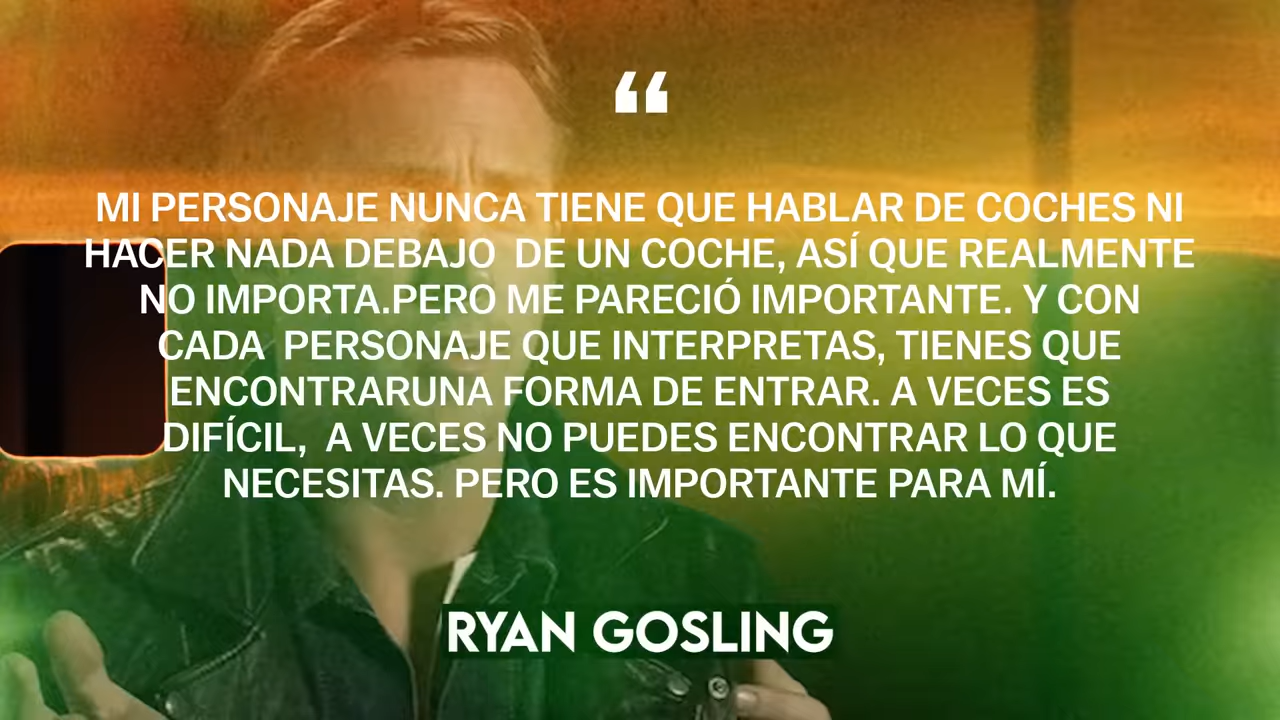 “
MI PERSONAJE NUNCA TIENE QUE HABLAR DE COCHES NI
HACER NADA DEBAJO  DE UN COCHE, ASÍ QUE REALMENTE
NO IMPORTA.PERO ME PARECIÓ IMPORTANTE. Y CON
CADA  PERSONAJE QUE INTERPRETAS, TIENES QUE
ENCONTRARUNA FORMA DE ENTRAR. A VECES ES
DIFÍCIL,  A VECES NO PUEDES ENCONTRAR LO QUE
NECESITAS. PERO ES IMPORTANTE PARA MÍ.
RYAN GOSLING